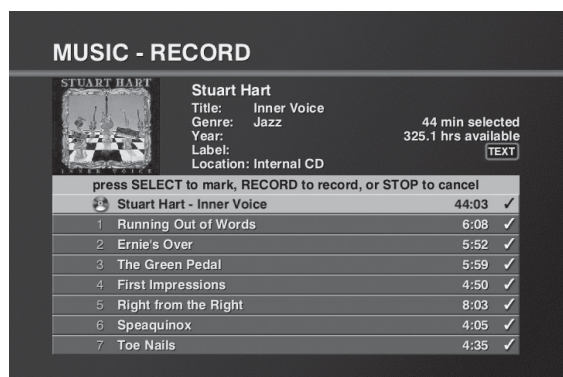 MUSIC - RECORD
STUART HART
INNER VOICE
Stuart Hart
Title: Inner Voice
Genre: Jazz
44 min selected
Year:
325.1 hrs available
Label:
TEXT
Location: Internal CD
press SELECT to mark, RECORD to record, or STOP to cancel
Stuart Hart - Inner Voice 44:03 ✓
1 Running Out of Words 6:08 ✓
2 Ernie's Over 5:52 ✓
3 The Green Pedal 5:59 ✓
4 First Impressions 4:50 ✓
5 Right from the Right 8:03 ✓
6 Speaquinox 4:05 ✓
7 Toe Nails 4:35 ✓